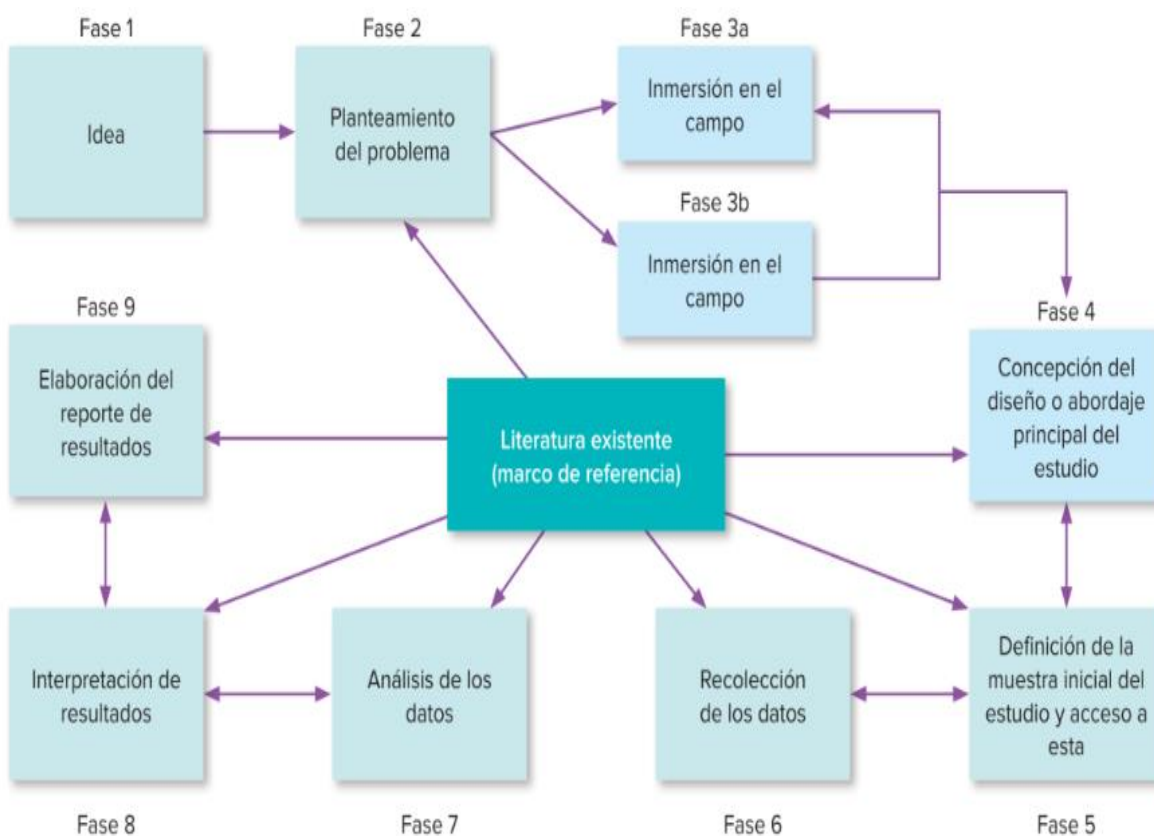 Fase 1
Idea
Fase 2
Planteamiento
del problema
Fase 3a
Inmersión en el
campo
Fase 3b
Inmersión en el
campo
Fase 4
Concepción del
diseño o abordaje
principal del
estudio
Fase 9
Elaboración del
reporte de
resultados
Literatura existente
(marco de referencia)
Interpretación de
resultados
Fase 8
Análisis de los
datos
Fase 7
Recolección
de los datos
Fase 6
Definición de la
muestra inicial del
estudio y acceso a
esta
Fase 5